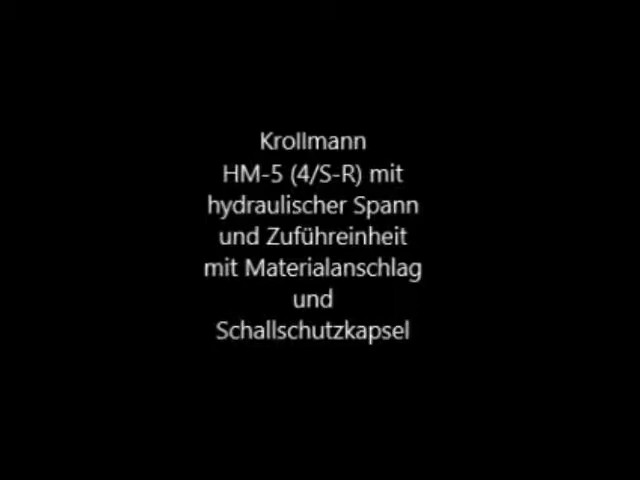 Krollmann
HM-5 (4/S-R) mit
hydraulischer Spann
und Zuführeinheit
mit Materialanschlag
und
Schallschutzkapsel